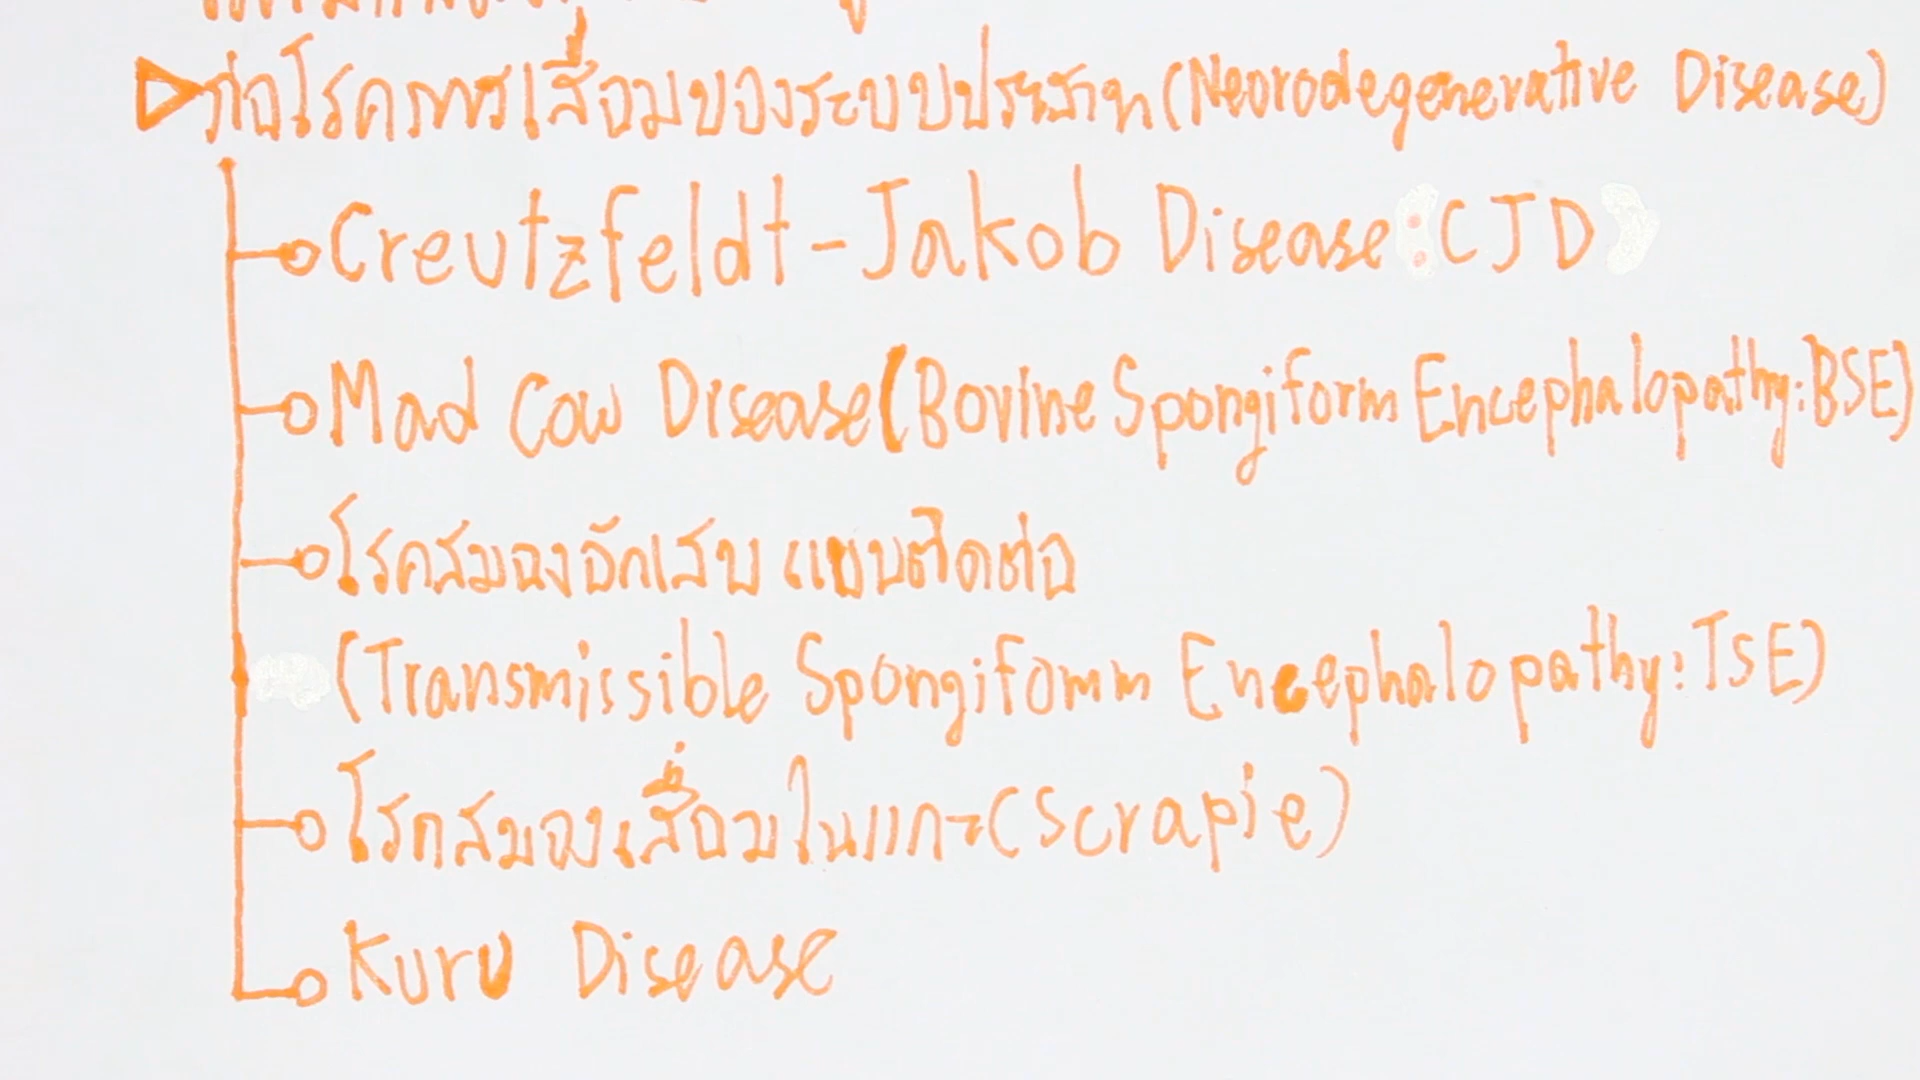 ก่อโรคการเสื่อมของระบบประสาท (Neorodegenerative Disease)
Creutzfeldt-Jakob Disease: CJD
Mad Cow Disease (Bovine Spongiform Encephalopathy: BSE)
โรคสมองอักเสบ แบบติดต่อ
(Transmissible Spongifomm Encephalopathy: TSE)
โรคสมองเสื่อมในแกะ (Scrapie)
Kuru Disease